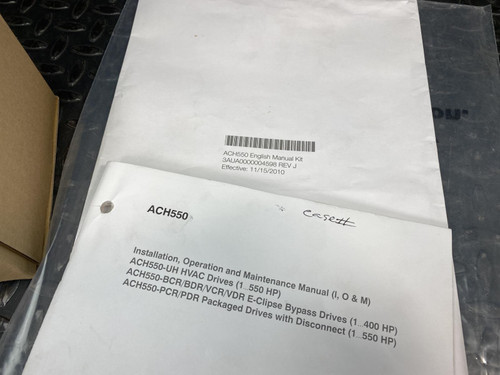 ACH550 English Manual Kit
3AUA0000004598 REV J
Effective: 11/15/2010
ACH550
Installation, Operation and Maintenance Manual (I, O & M)
ACH550-UH HVAC Drives (1...550 HP)
ACH550-BCR/BDR/VCR/VDR E-Clipse Bypass Drives (1...400 HP)
ACH550-PCR/PDR Packaged Drives with Disconnect (1...550 HP)